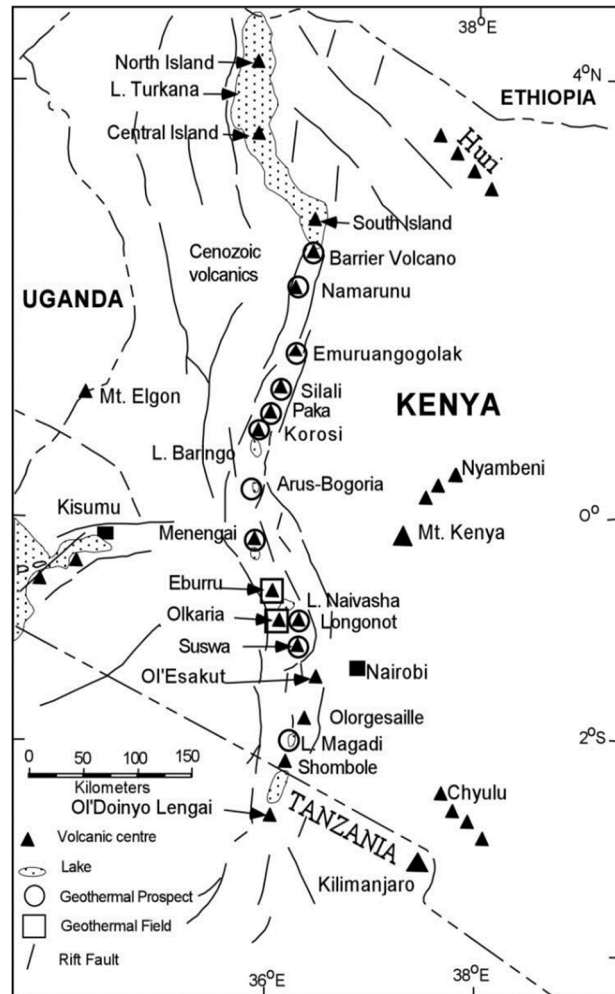 38°E
North Island
4°N
L. Turkana
ETHIOPIA
Central Island
Huri
South Island
Cenozoic
volcanics
Barrier Volcano
UGANDA
Namarunu
Emuruangogolak
Mt. Elgon
Silali
KENYA
Paka
Korosi
L. Baringo
Nyambeni
Arus-Bogoria
Kisumu
0°
Menengai
Mt. Kenya
Eburru
L. Naivasha
Olkaria
Longonot
Suswa
Nairobi
Ol'Esakut
Olorgesaille
2°S
L. Magadi
0 50 100 150 200
Shombole
Kilometers
Chyulu
Ol'Doinyo Lengai
TANZANIA
Volcanic centre
Lake
Kilimanjaro
Geothermal Prospect
Geothermal Field
Rift Fault
36°E
38°E